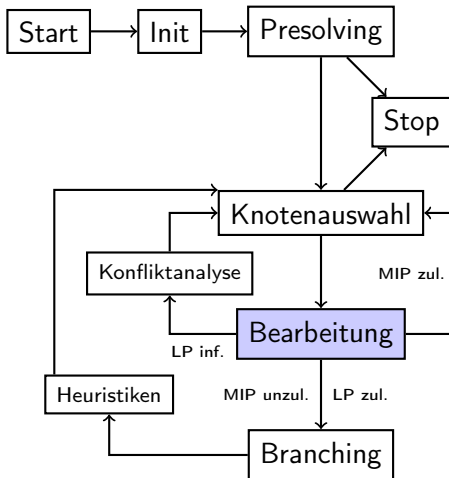 Start
Init
Presolving
Stop
Knotenauswahl
Konfliktanalyse
MIP zul.
Bearbeitung
LP inf.
Heuristiken
MIP unzul.
LP zul.
Branching